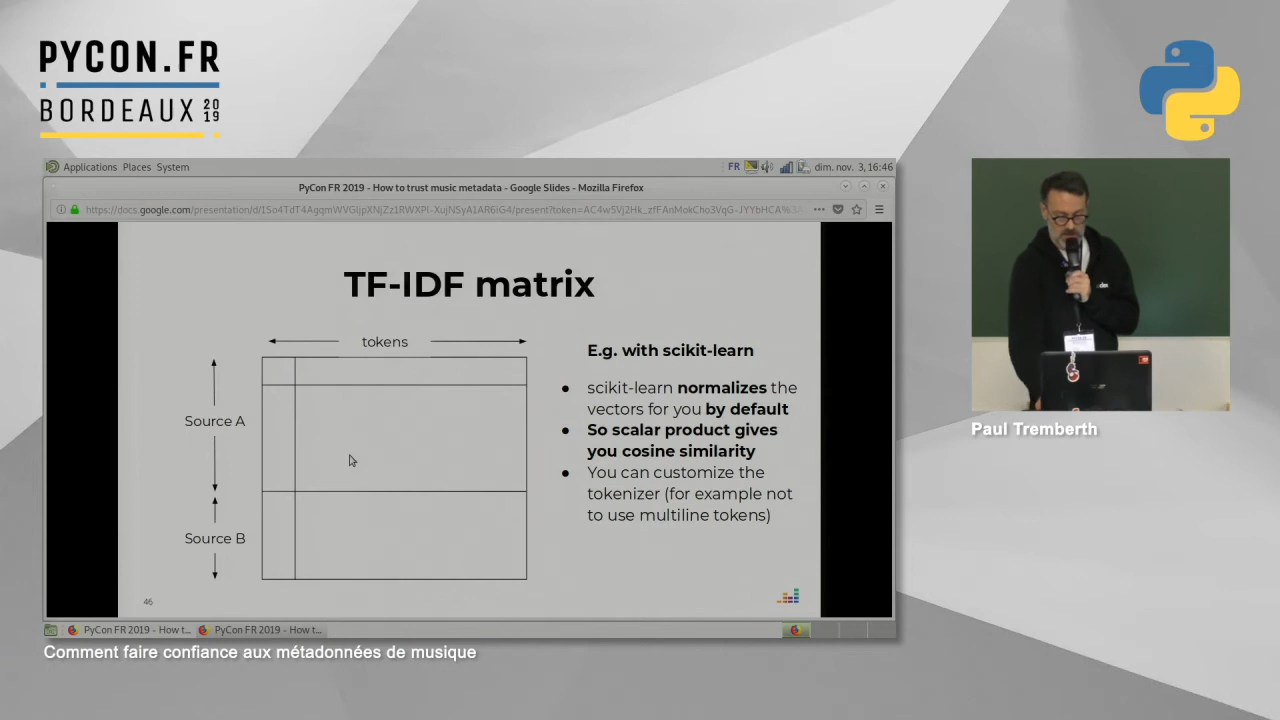 PYCON.FR
BORDEAUX 2019
Applications Places System
FR
dim. nov. 3, 16:46
PyCon FR 2019 - How to trust music metadata - Google Slides - Mozilla Firefox
TF-IDF matrix
tokens
Source A
Source B
E.g. with scikit-learn
● scikit-learn normalizes the
vectors for you by default
● So scalar product gives
you cosine similarity
● You can customize the
tokenizer (for example not
to use multiline tokens)
46
PyCon FR 2019 - How t...
PyCon FR 2019 - How t...
Paul Tremberth
Comment faire confiance aux métadonnées de musique